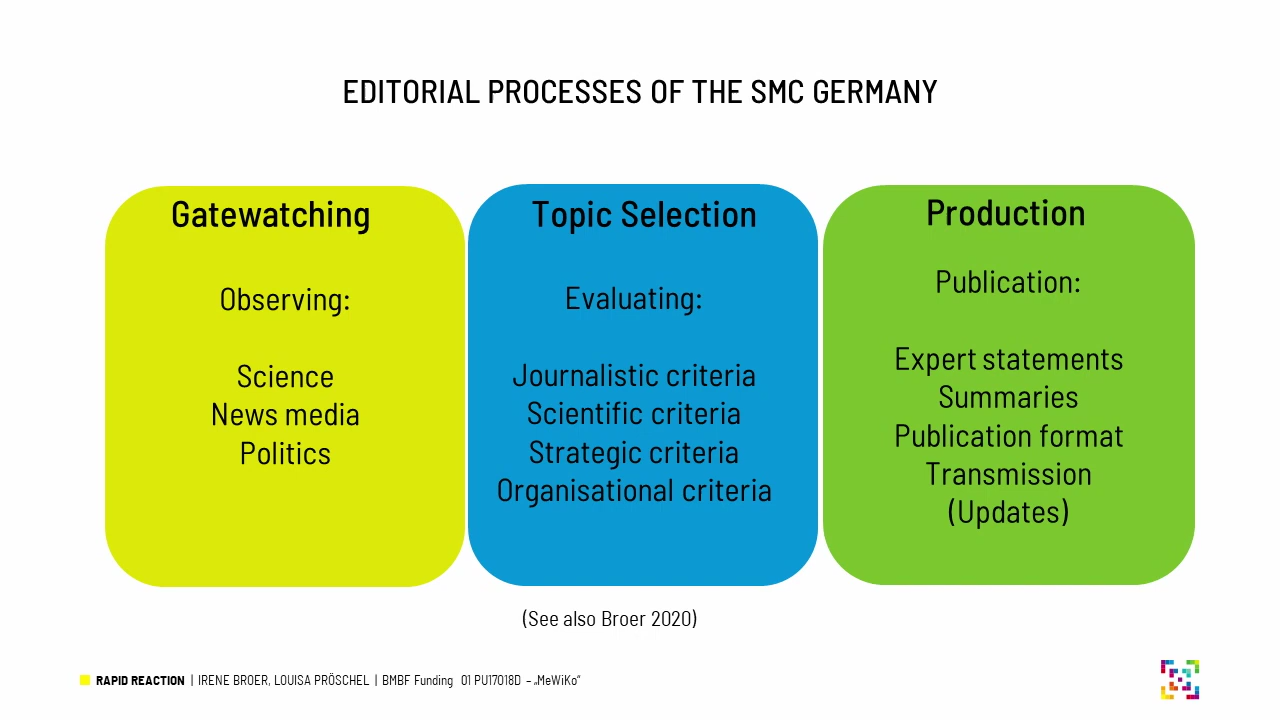 EDITORIAL PROCESSES OF THE SMC GERMANY
Gatewatching
Observing:
Science
News media
Politics
Topic Selection
Evaluating:
Journalistic criteria
Scientific criteria
Strategic criteria
Organisational criteria
Production
Publication:
Expert statements
Summaries
Publication format
Transmission
(Updates)
(See also Broer 2020)
RAPID REACTION | IRENE BROER, LOUISA PRÖSCHEL | BMBF Funding 01 PU17018D – „MeWiKo“